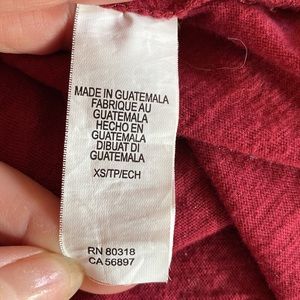 MADE IN GUATEMALA
FABRIQUE AU
GUATEMALA
HECHO EN
GUATEMALA
DIBUAT DI
GUATEMALA
XS/TP/ECH
RN 80318
CA 56897